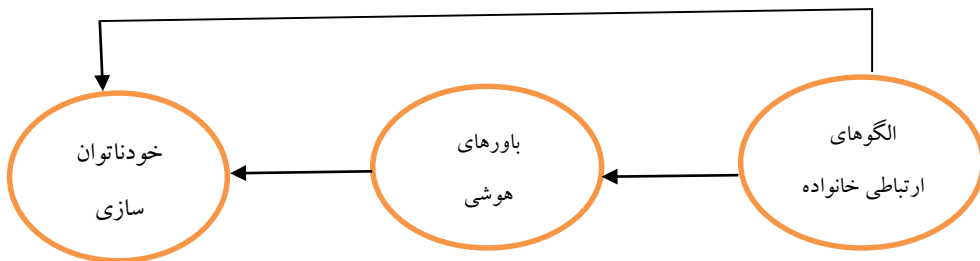 الگوهای
ارتباطی خانواده
باورهای
هوشی
خودناتوان
سازی